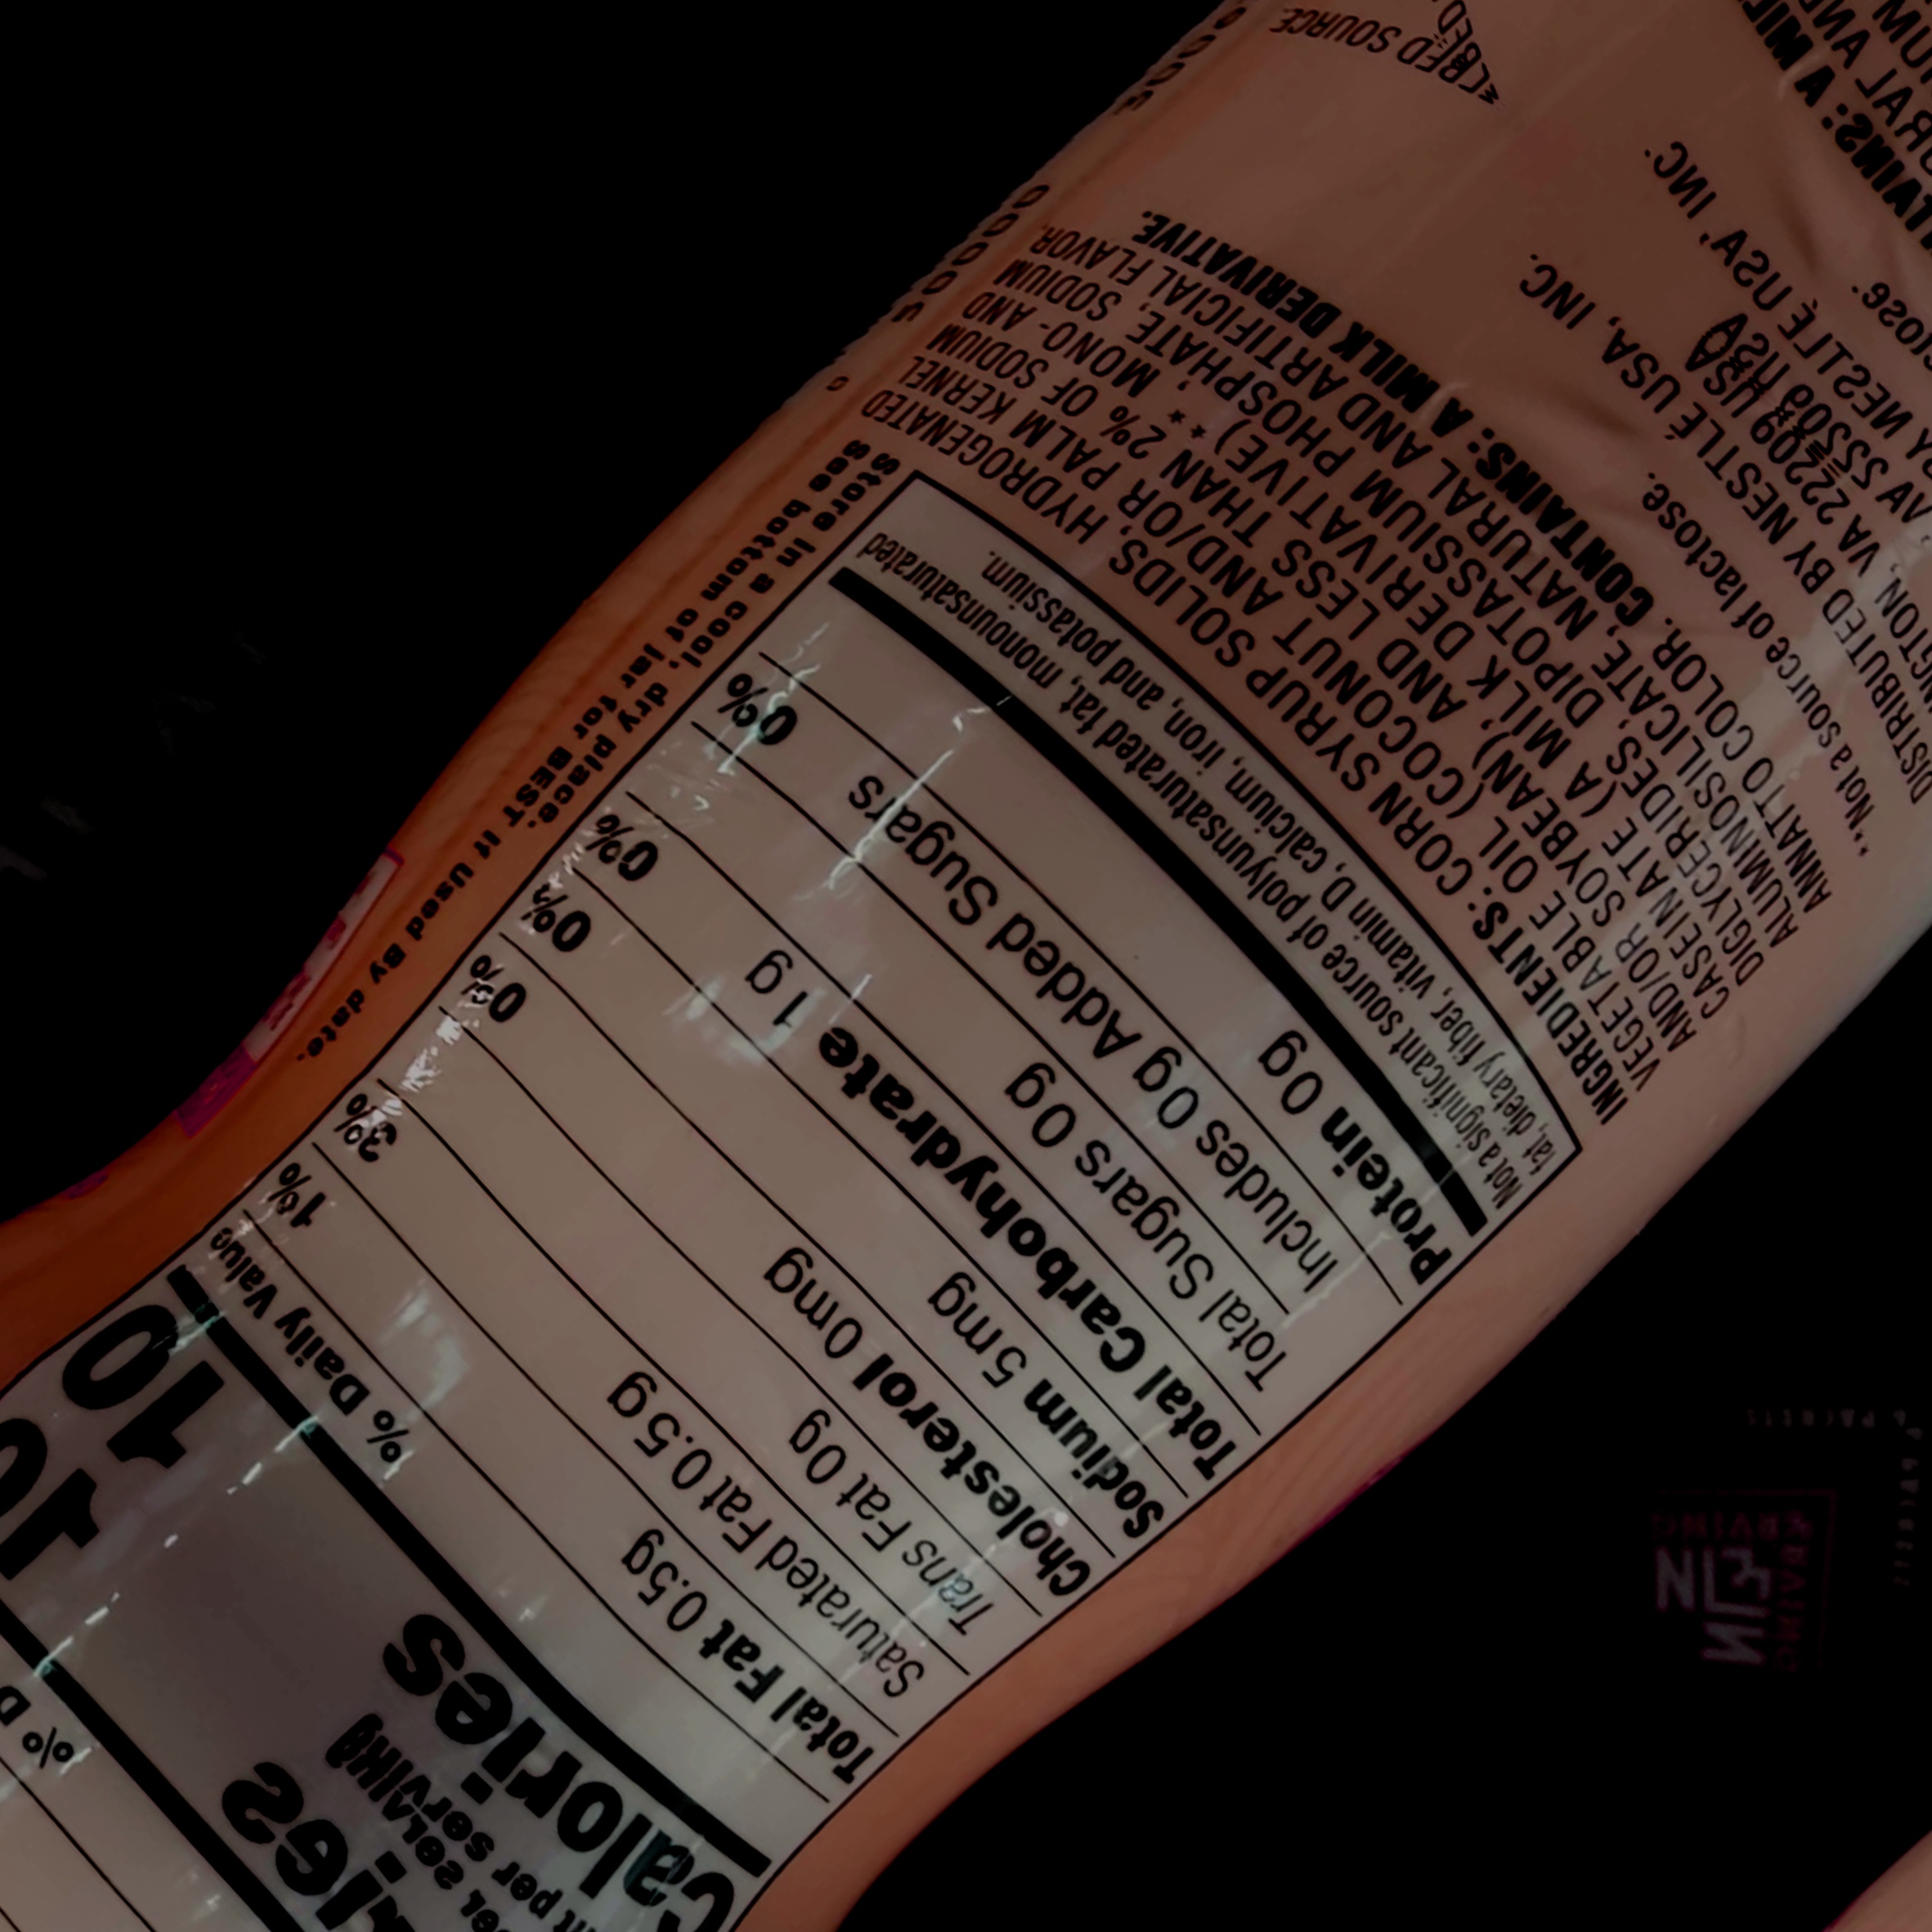 Amount per serving
Calories 10
% Daily Value
Total Fat 0.5g 1%
Saturated Fat 0.5g 3%
Trans Fat 0g
Cholesterol 0mg 0%
Sodium 5mg 0%
Total Carbohydrate 1g 0%
Total Sugars 0g
Includes 0g Added Sugars 0%
Protein 0g
Not a significant source of polyunsaturated fat, monounsaturated
fat, dietary fiber, vitamin D, calcium, iron, and potassium.
INGREDIENTS: CORN SYRUP SOLIDS, HYDROGENATED
VEGETABLE OIL (COCONUT AND/OR PALM KERNEL
AND/OR SOYBEAN), AND LESS THAN 2% OF SODIUM
CASEINATE (A MILK DERIVATIVE)**, MONO- AND
DIGLYCERIDES, DIPOTASSIUM PHOSPHATE, SODIUM
ALUMINOSILICATE, NATURAL AND ARTIFICIAL FLAVOR,
ANNATTO COLOR. CONTAINS: A MILK DERIVATIVE.
**Not a source of lactose.
DISTRIBUTED BY NESTLÉ USA, INC.
VA 22209 USA
Store in a cool, dry place.
bottom of jar for BEST If Used By date.